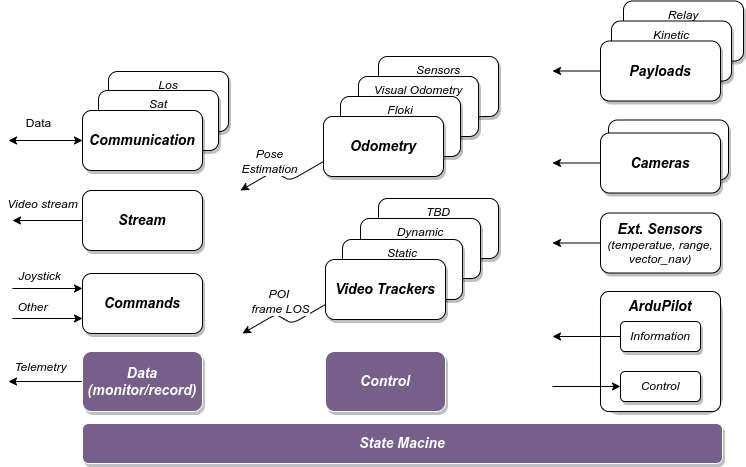 Los
Sat
Communication
Data
Video stream
Stream
Joystick
Other
Commands
Telemetry
Data
(monitor/record)
Sensors
Visual Odometry
Floki
Odometry
Pose
Estimation
TBD
Dynamic
Static
Video Trackers
POI
frame LOS
Control
Relay
Kinetic
Payloads
Cameras
Ext. Sensors
(temperatue, range,
vector_nav)
ArduPilot
Information
Control
State Macine